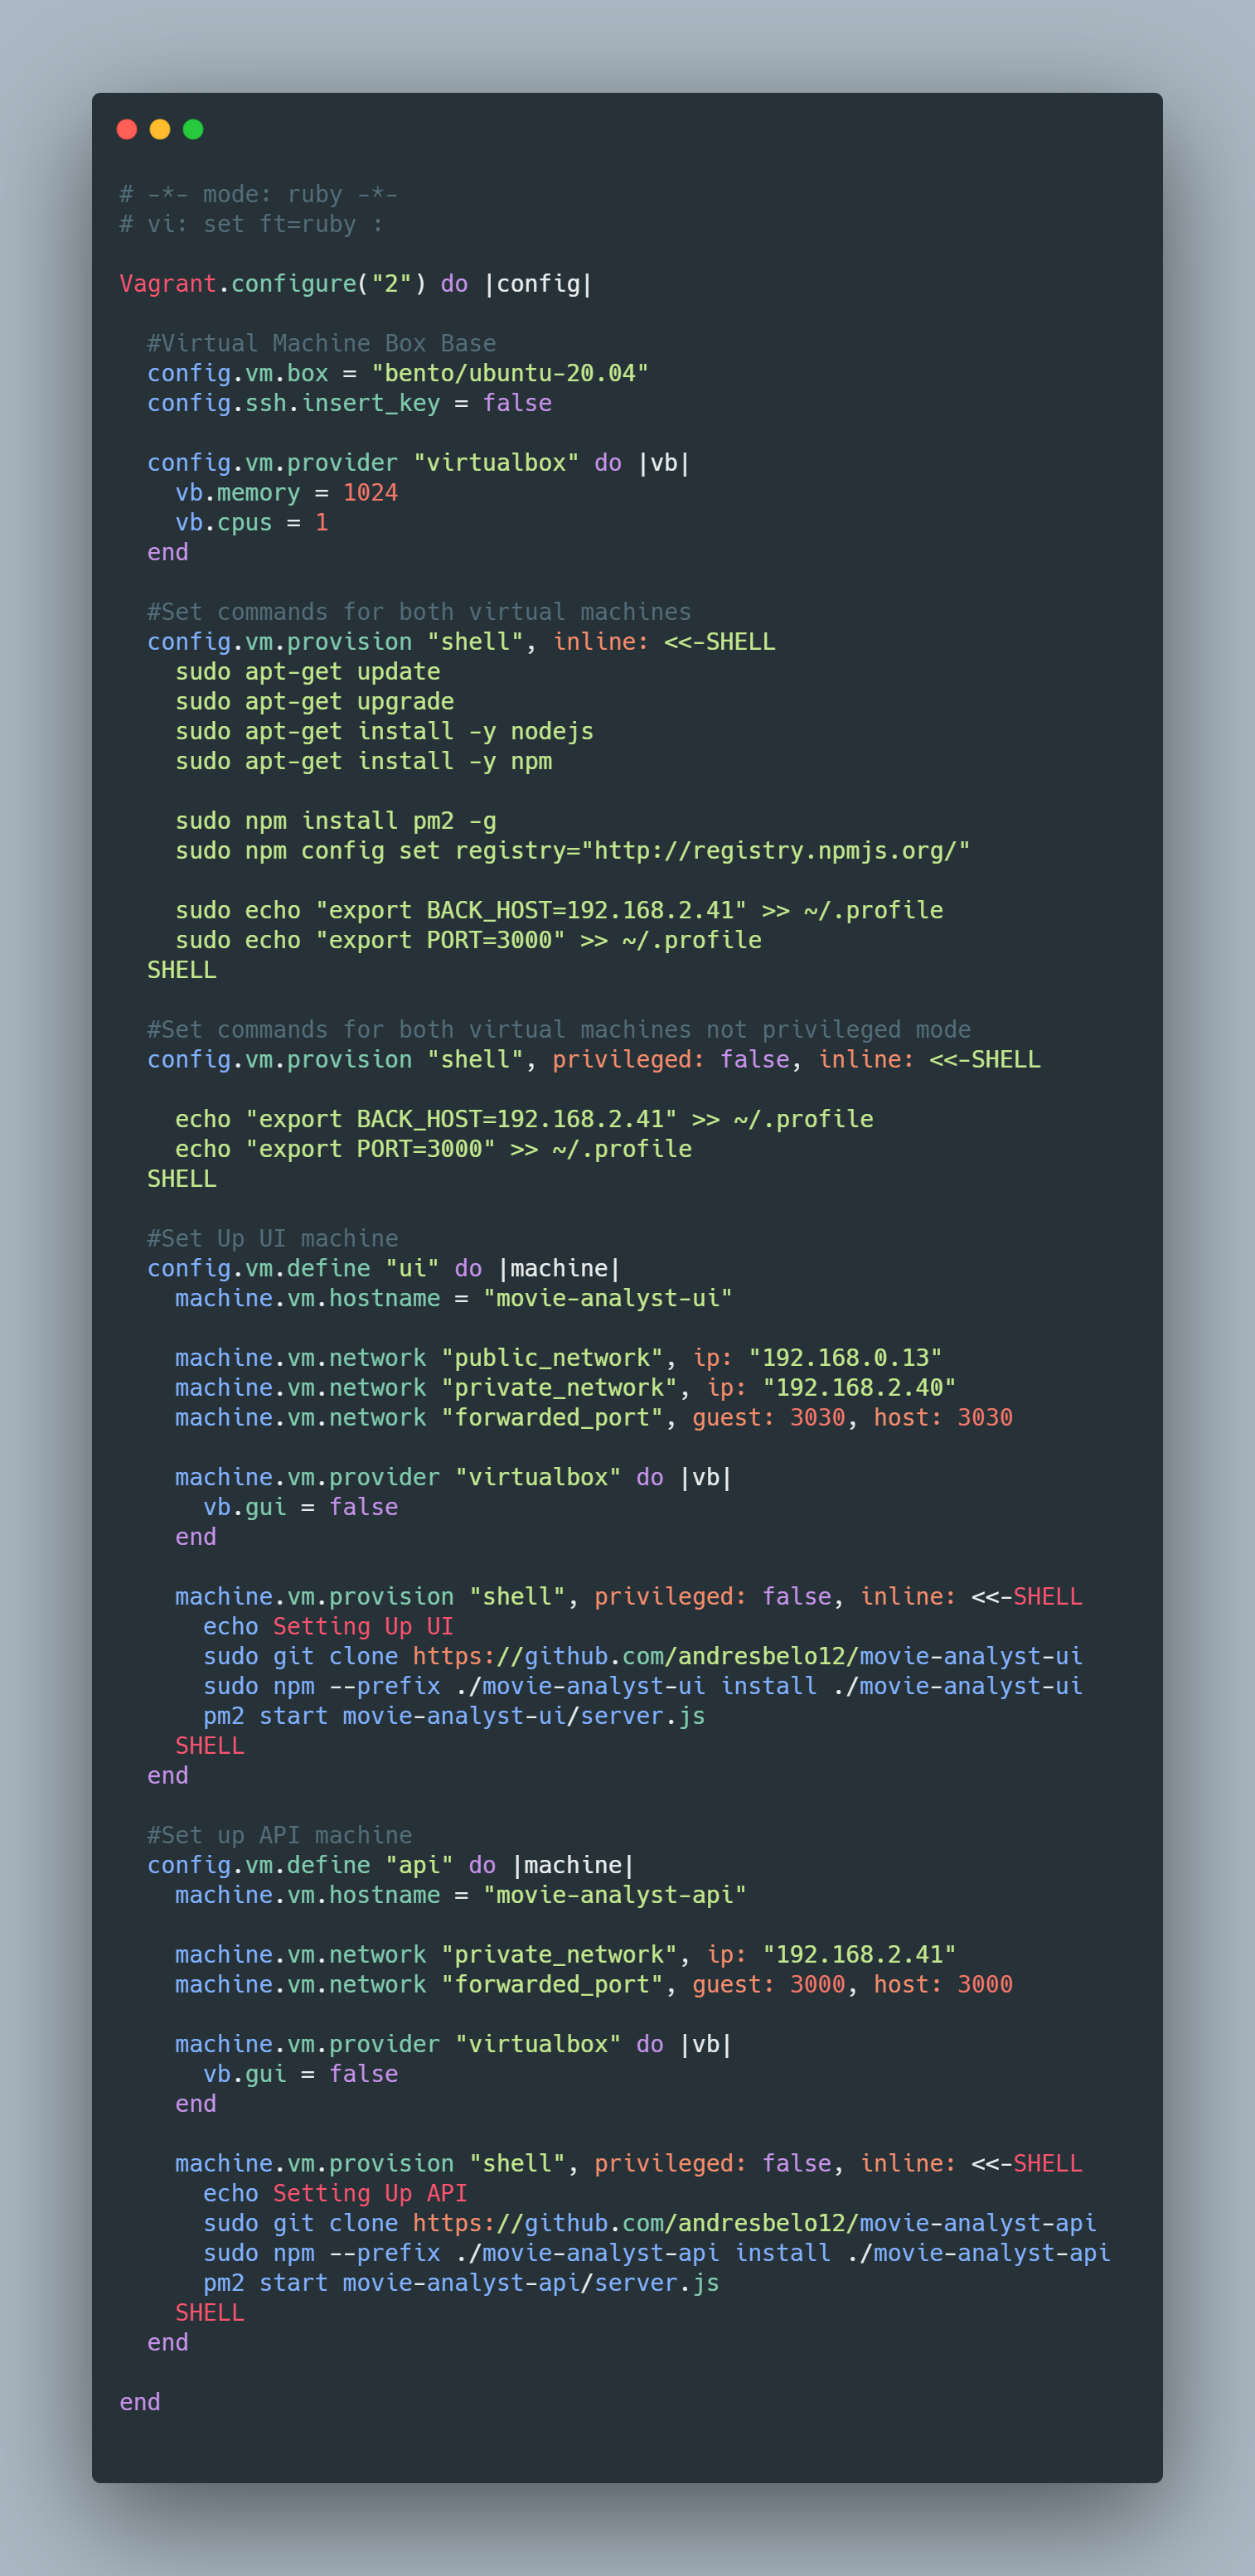 # -*- mode: ruby -*-
# vi: set ft=ruby :

Vagrant.configure("2") do |config|

  #Virtual Machine Box Base
  config.vm.box = "bento/ubuntu-20.04"
  config.ssh.insert_key = false

  config.vm.provider "virtualbox" do |vb|
    vb.memory = 1024
    vb.cpus = 1
  end

  #Set commands for both virtual machines
  config.vm.provision "shell", inline: <<-SHELL
    sudo apt-get update
    sudo apt-get upgrade
    sudo apt-get install -y nodejs
    sudo apt-get install -y npm

    sudo npm install pm2 -g
    sudo npm config set registry="http://registry.npmjs.org/"

    sudo echo "export BACK_HOST=192.168.2.41" >> ~/.profile
    sudo echo "export PORT=3000" >> ~/.profile
  SHELL

  #Set commands for both virtual machines not privileged mode
  config.vm.provision "shell", privileged: false, inline: <<-SHELL

    echo "export BACK_HOST=192.168.2.41" >> ~/.profile
    echo "export PORT=3000" >> ~/.profile
  SHELL

  #Set Up UI machine
  config.vm.define "ui" do |machine|
    machine.vm.hostname = "movie-analyst-ui"

    machine.vm.network "public_network", ip: "192.168.0.13"
    machine.vm.network "private_network", ip: "192.168.2.40"
    machine.vm.network "forwarded_port", guest: 3030, host: 3030

    machine.vm.provider "virtualbox" do |vb|
      vb.gui = false
    end

    machine.vm.provision "shell", privileged: false, inline: <<-SHELL
      echo Setting Up UI
      sudo git clone https://github.com/andresbelo12/movie-analyst-ui
      sudo npm --prefix ./movie-analyst-ui install ./movie-analyst-ui
      pm2 start movie-analyst-ui/server.js
    SHELL
  end

  #Set up API machine
  config.vm.define "api" do |machine|
    machine.vm.hostname = "movie-analyst-api"

    machine.vm.network "private_network", ip: "192.168.2.41"
    machine.vm.network "forwarded_port", guest: 3000, host: 3000

    machine.vm.provider "virtualbox" do |vb|
      vb.gui = false
    end

    machine.vm.provision "shell", privileged: false, inline: <<-SHELL
      echo Setting Up API
      sudo git clone https://github.com/andresbelo12/movie-analyst-api
      sudo npm --prefix ./movie-analyst-api install ./movie-analyst-api
      pm2 start movie-analyst-api/server.js
    SHELL
  end

end